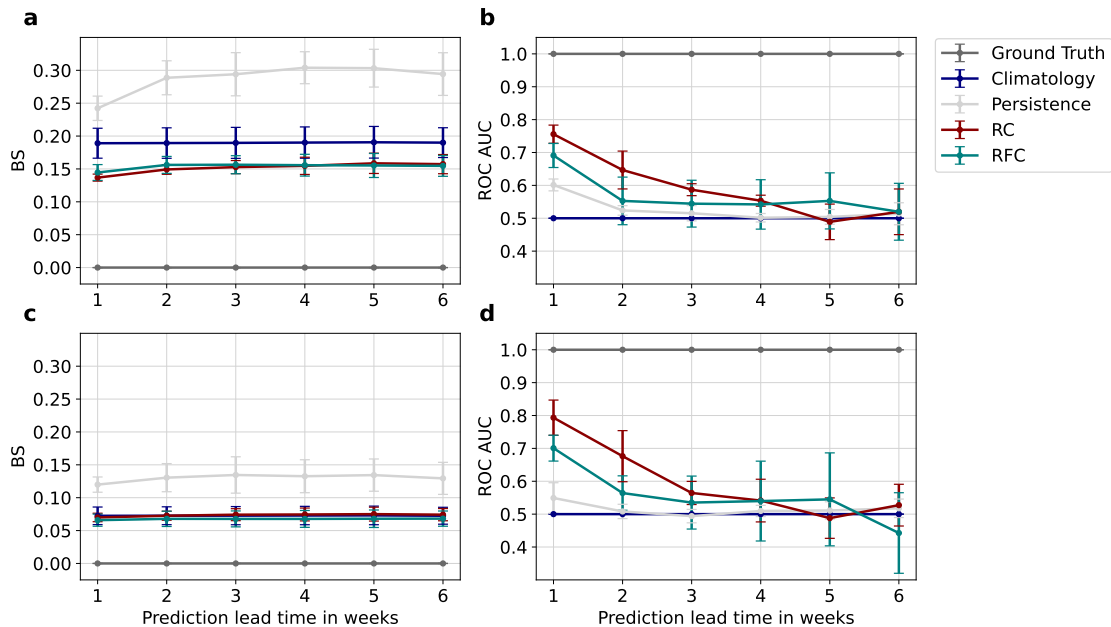 a
BS
0.30
0.25
0.20
0.15
0.10
0.05
0.00
1 2 3 4 5 6
b
ROC AUC
1.0
0.9
0.8
0.7
0.6
0.5
0.4
1 2 3 4 5 6
Ground Truth
Climatology
Persistence
RC
RFC
c
BS
0.30
0.25
0.20
0.15
0.10
0.05
0.00
1 2 3 4 5 6
Prediction lead time in weeks
d
ROC AUC
1.0
0.9
0.8
0.7
0.6
0.5
0.4
1 2 3 4 5 6
Prediction lead time in weeks